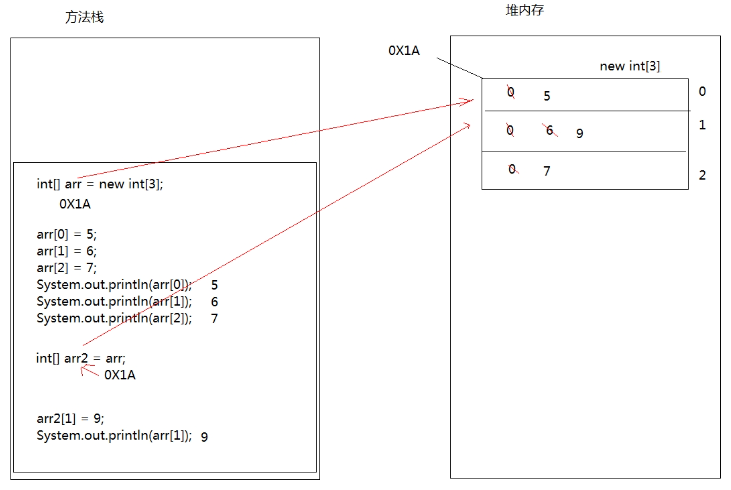 方法栈
堆内存
0X1A
new int[3]
0 5 0
0 6 9 1
0 7 2
int[] arr = new int[3];
0X1A
arr[0] = 5;
arr[1] = 6;
arr[2] = 7;
System.out.println(arr[0]); 5
System.out.println(arr[1]); 6
System.out.println(arr[2]); 7
int[] arr2 = arr;
0X1A
arr2[1] = 9;
System.out.println(arr[1]); 9